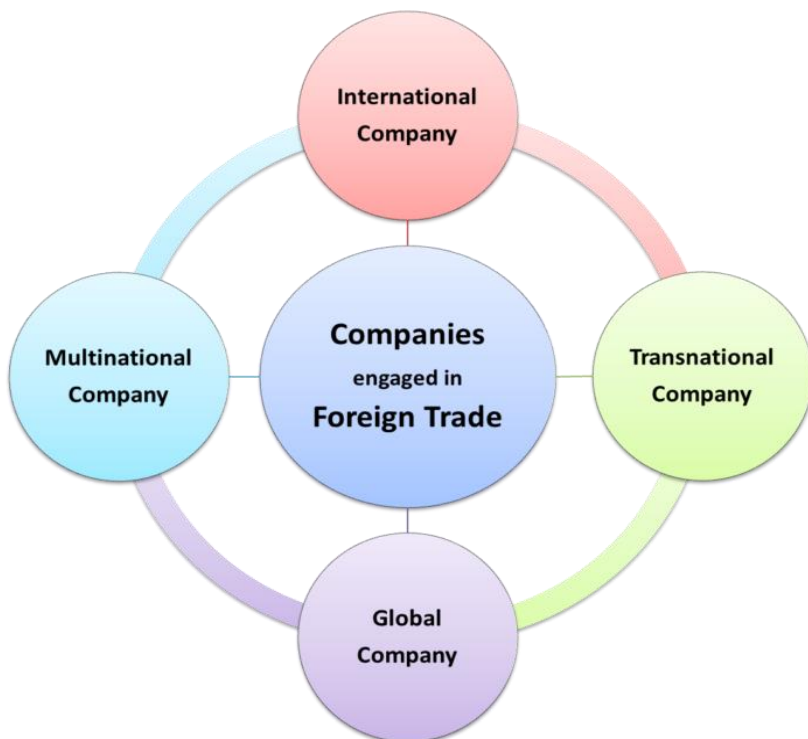 International
Company
Multinational
Company
Companies
engaged in
Foreign Trade
Transnational
Company
Global
Company